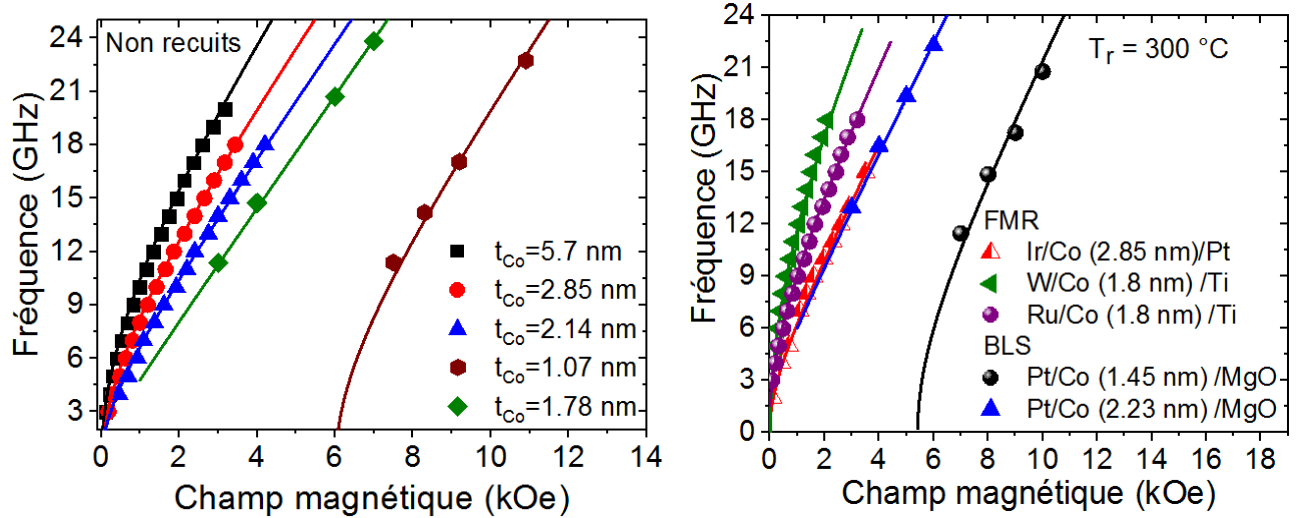 Non recuits
24
21
18
15
12
9
6
3
Fréquence (GHz)
t_Co=5.7 nm
t_Co=2.85 nm
t_Co=2.14 nm
t_Co=1.07 nm
t_Co=1.78 nm
0 2 4 6 8 10 12 14
Champ magnétique (kOe)
T_r = 300 °C
24
21
18
15
12
9
6
3
0
Fréquence (GHz)
FMR
Ir/Co (2.85 nm)/Pt
W/Co (1.8 nm) /Ti
Ru/Co (1.8 nm) /Ti
BLS
Pt/Co (1.45 nm) /MgO
Pt/Co (2.23 nm) /MgO
0 2 4 6 8 10 12 14 16 18
Champ magnétique (kOe)